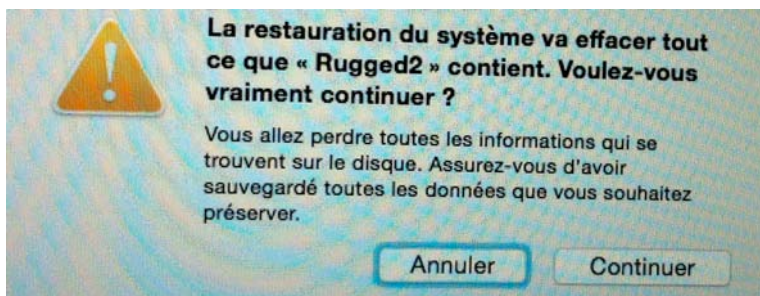 La restauration du système va effacer tout
ce que « Rugged2 » contient. Voulez-vous
vraiment continuer ?
Vous allez perdre toutes les informations qui se
trouvent sur le disque. Assurez-vous d'avoir
sauvegardé toutes les données que vous souhaitez
préserver.
Annuler
Continuer